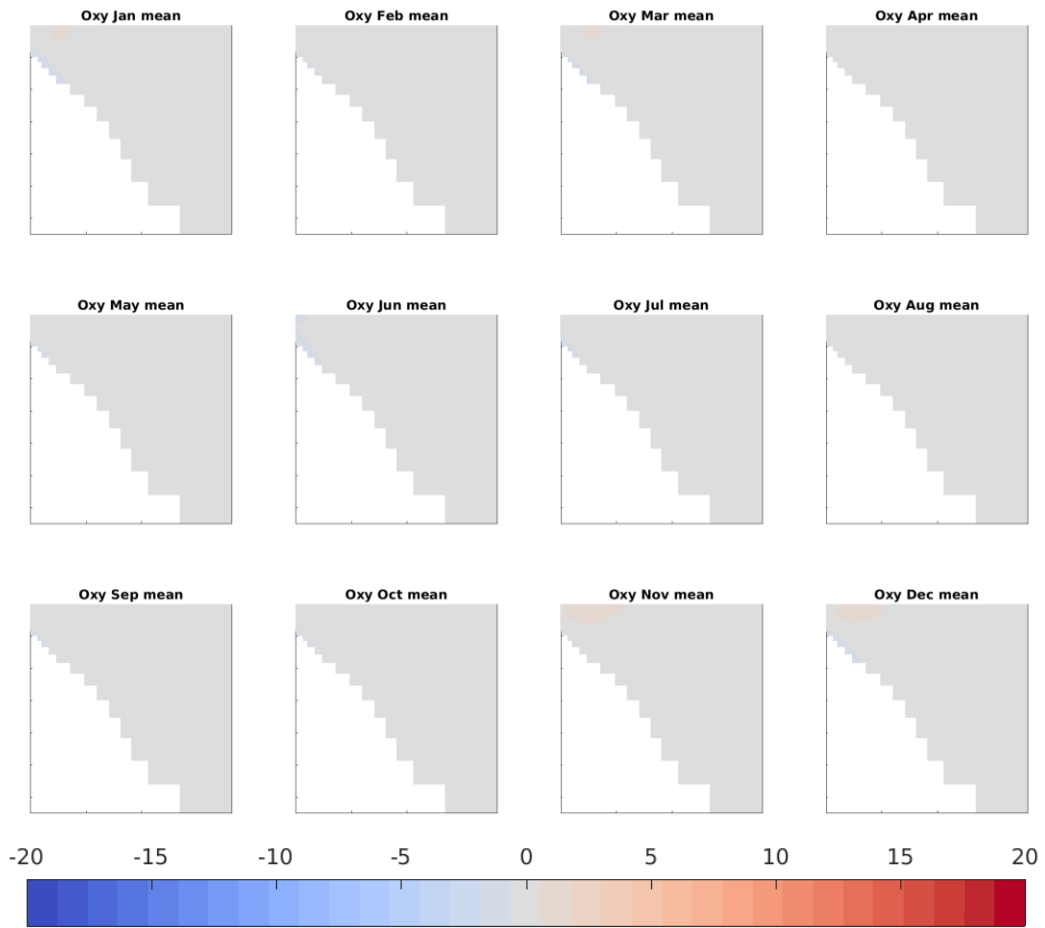 Oxy Jan mean Oxy Feb mean Oxy Mar mean Oxy Apr mean
Oxy May mean Oxy Jun mean Oxy Jul mean Oxy Aug mean
Oxy Sep mean Oxy Oct mean Oxy Nov mean Oxy Dec mean
-20 -15 -10 -5 0 5 10 15 20